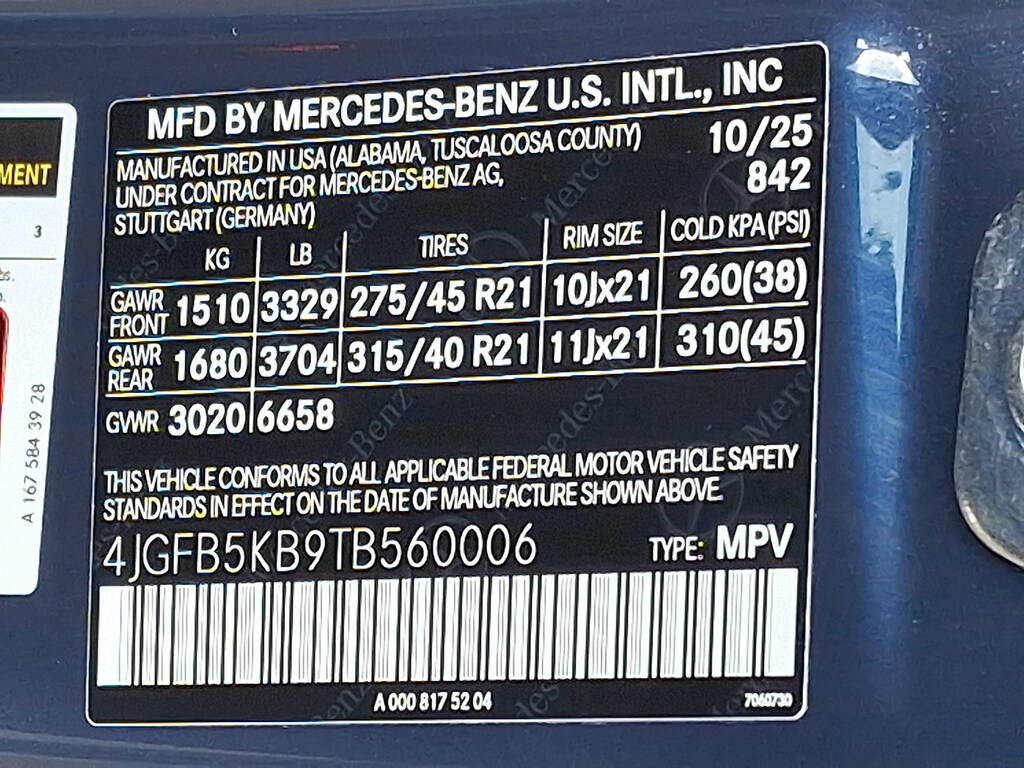 MFD BY MERCEDES-BENZ U.S. INTL., INC
MANUFACTURED IN USA (ALABAMA, TUSCALOOSA COUNTY) 10/25
UNDER CONTRACT FOR MERCEDES-BENZ AG, 842
STUTTGART (GERMANY)
KG LB TIRES RIM SIZE COLD KPA (PSI)
GAWR FRONT 1510 3329 275/45 R21 10Jx21 260(38)
GAWR REAR 1680 3704 315/40 R21 11Jx21 310(45)
GVWR 3020 6658
THIS VEHICLE CONFORMS TO ALL APPLICABLE FEDERAL MOTOR VEHICLE SAFETY
STANDARDS IN EFFECT ON THE DATE OF MANUFACTURE SHOWN ABOVE.
4JGFB5KB9TB560006 TYPE: MPV
A 000 817 52 04 7060730
MENT
3
A 167 584 39 28